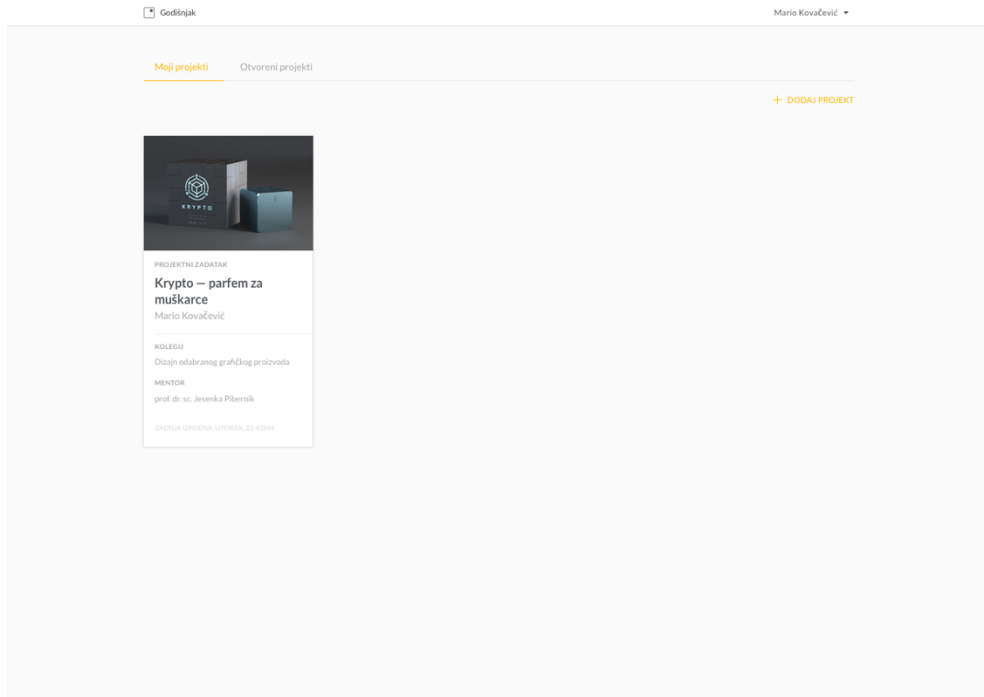 Godišnjak
Mario Kovačević
Moji projekti
Otvoreni projekti
DODAJ PROJEKT
KRYPTO
PROJEKTNI ZADATAK
Krypto — parfem za
muškarce
Mario Kovačević
KOLEGIJ
Dizajn odabranog grafičkog proizvoda
MENTOR
prof. dr. sc. Jesenka Pibernik
ZADNJA IZMJENA: UTORAK, 22:43AM